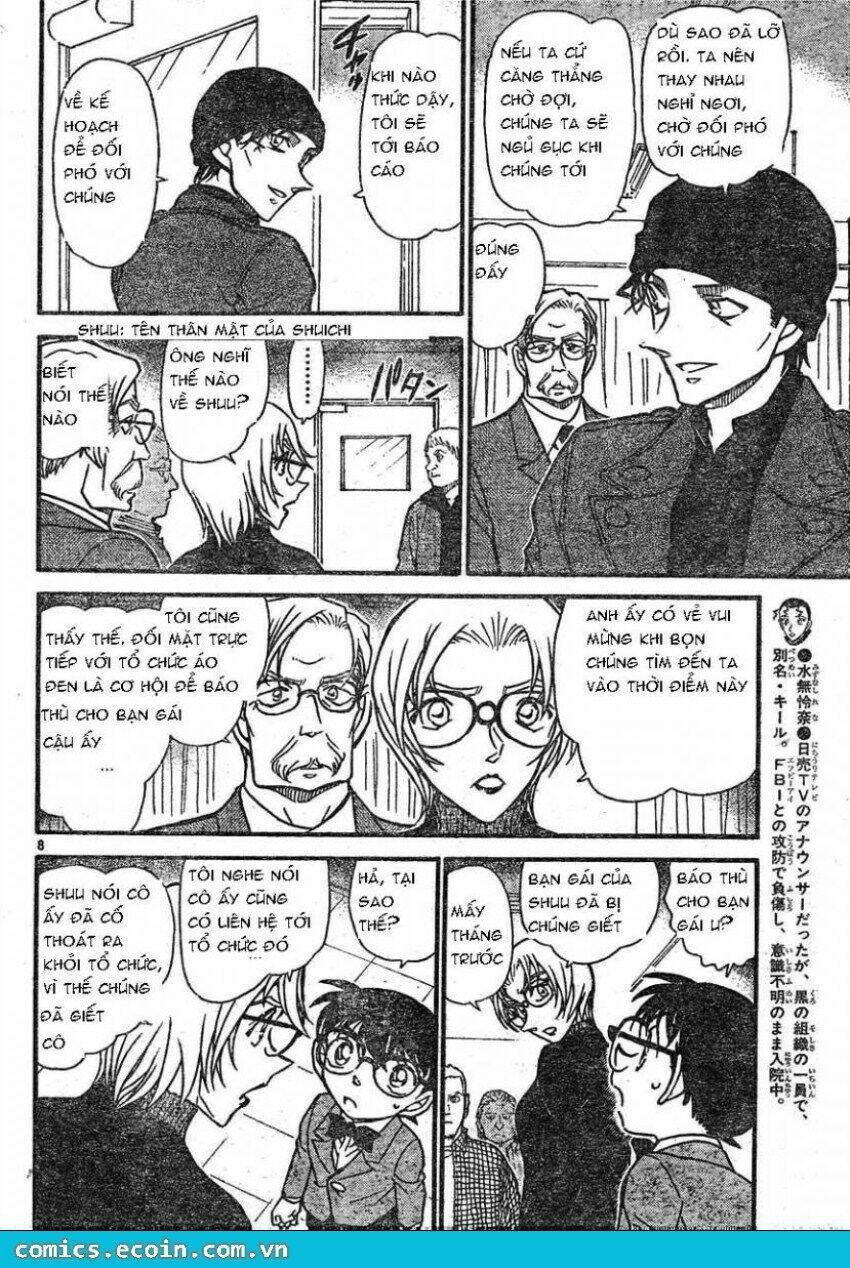 DÙ SAO ĐÃ LỠ
RỒI. TA NÊN
THAY NHAU
NGHỈ NGƠI,
CHỜ ĐỐI PHÓ
VỚI CHÚNG
NẾU TA CỨ
CĂNG THẲNG
CHỜ ĐỢI,
CHÚNG TA SẼ
NGỦ GỤC KHI
CHÚNG TỚI
ĐÚNG
ĐẤY
KHI NÀO
THỨC DẬY,
TÔI SẼ
TỚI BÁO
CÁO
VỀ KẾ
HOẠCH
ĐỂ ĐỐI
PHÓ VỚI
CHÚNG
SHUU: TÊN THÂN MẬT CỦA SHUICHI
パタン
........
ÔNG NGHĨ
THẾ NÀO
VỀ SHUU?
BIẾT
NÓI THẾ
NÀO
ANH ẤY CÓ VẺ VUI
MỪNG KHI BỌN
CHÚNG TÌM ĐẾN TA
VÀO THỜI ĐIỂM NÀY
TÔI CŨNG
THẤY THẾ. ĐỐI MẶT TRỰC
TIẾP VỚI TỔ CHỨC ÁO
ĐEN LÀ CƠ HỘI ĐỂ BÁO
THÙ CHO BẠN GÁI
CẬU ẤY ...
●水無怜奈●日売TVのアナウンサーだったが、黒の組織の一員で、
別名・キール。FBIとの攻防で負傷し、意識不明のまま入院中。
8
BÁO THÙ
CHO BẠN
GÁI Ư?
BẠN GÁI CỦA
SHUU ĐÃ BỊ
CHÚNG GIẾT
MẤY
THÁNG
TRƯỚC
HẢ, TẠI
SAO
THẾ?
TÔI NGHE NÓI
CÔ ẤY CŨNG
CÓ LIÊN HỆ TỚI
TỔ CHỨC ĐÓ
SHUU NÓI CÔ
ẤY ĐÃ CỐ
THOÁT RA
KHỎI TỔ CHỨC,
VÌ THẾ CHÚNG
ĐÃ GIẾT
CÔ
comics.ecoin.com.vn